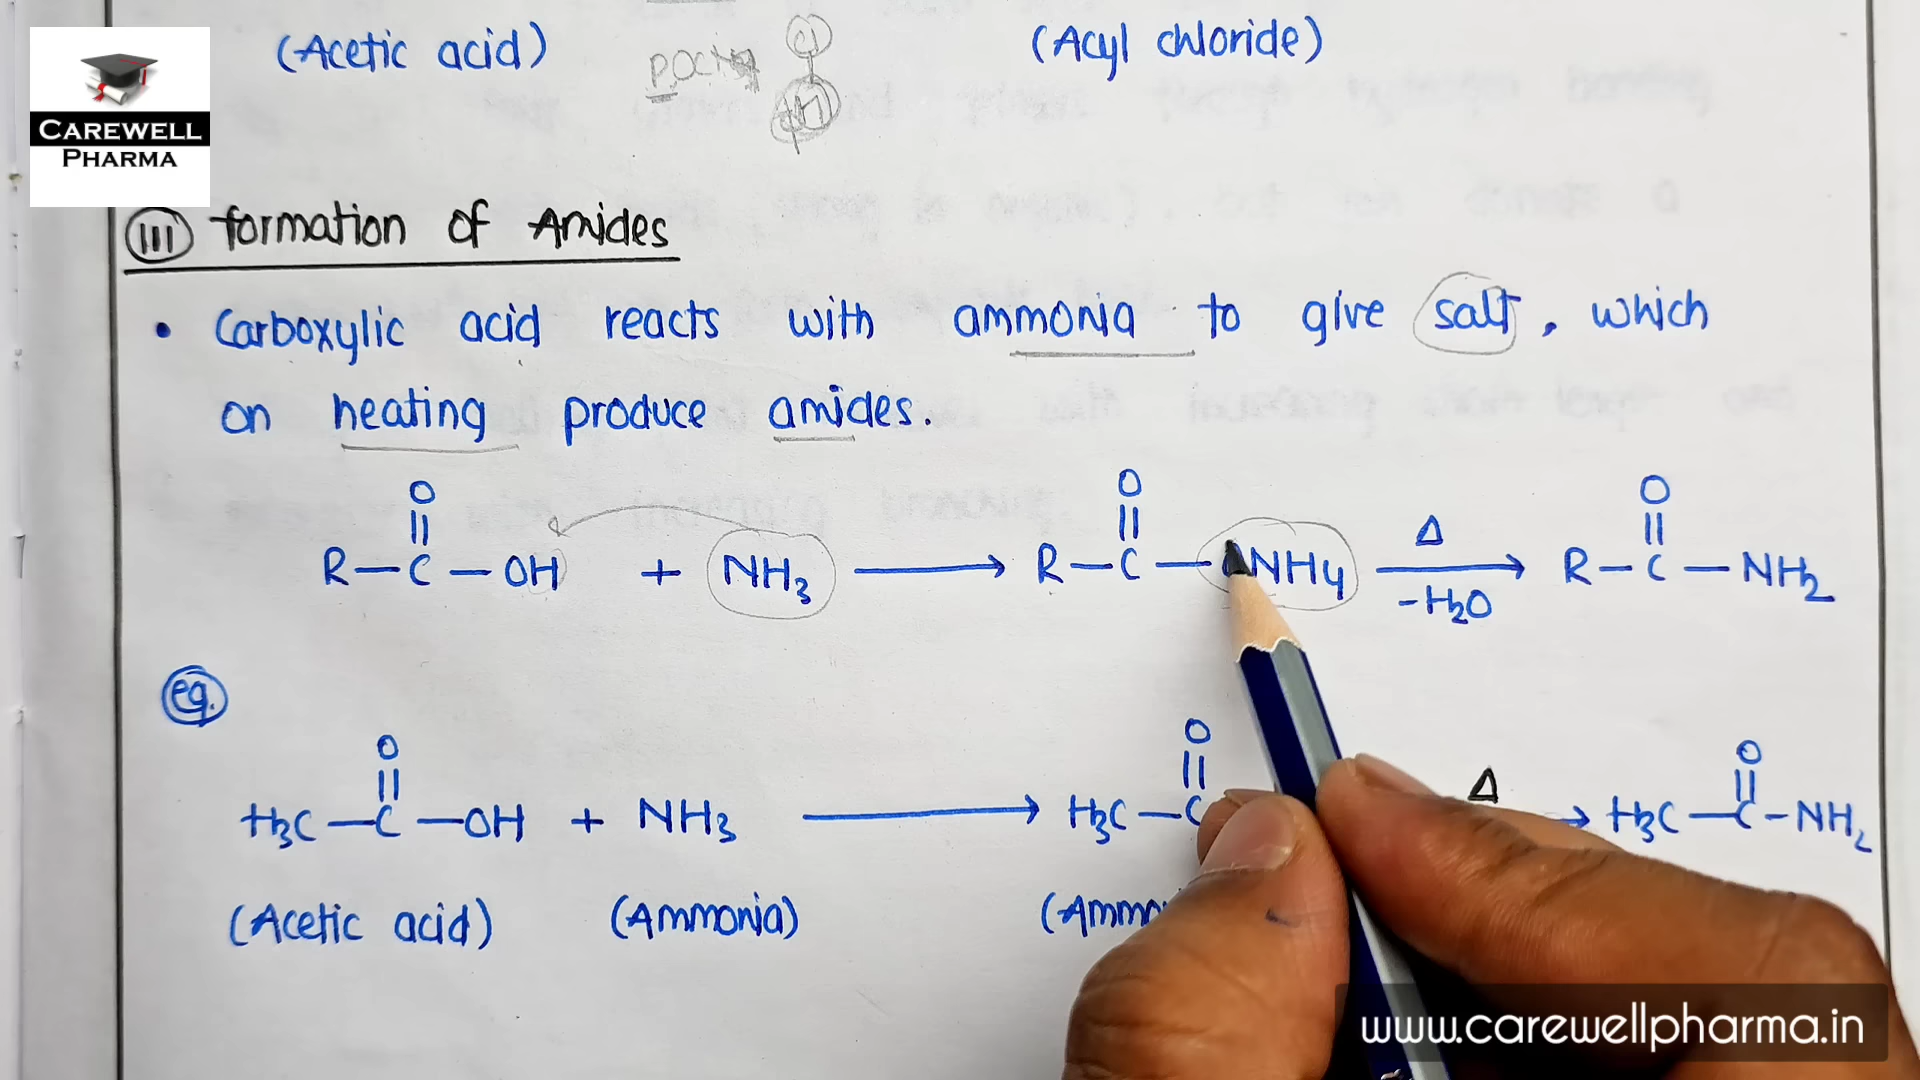 (Acetic acid) (Acyl chloride)
CAREWELL
PHARMA
III formation of Amides
• Carboxylic acid reacts with ammonia to give salt, which
on heating produce amides.
O O O
|| || Δ ||
R—C—OH + NH3 → R—C—ONH4 → R—C—NH2
-H2O
eg.
O O O
|| || Δ ||
H3C—C—OH + NH3 → H3C—C → H3C—C-NH2
(Acetic acid) (Ammonia) (Ammo
www.carewellpharma.in